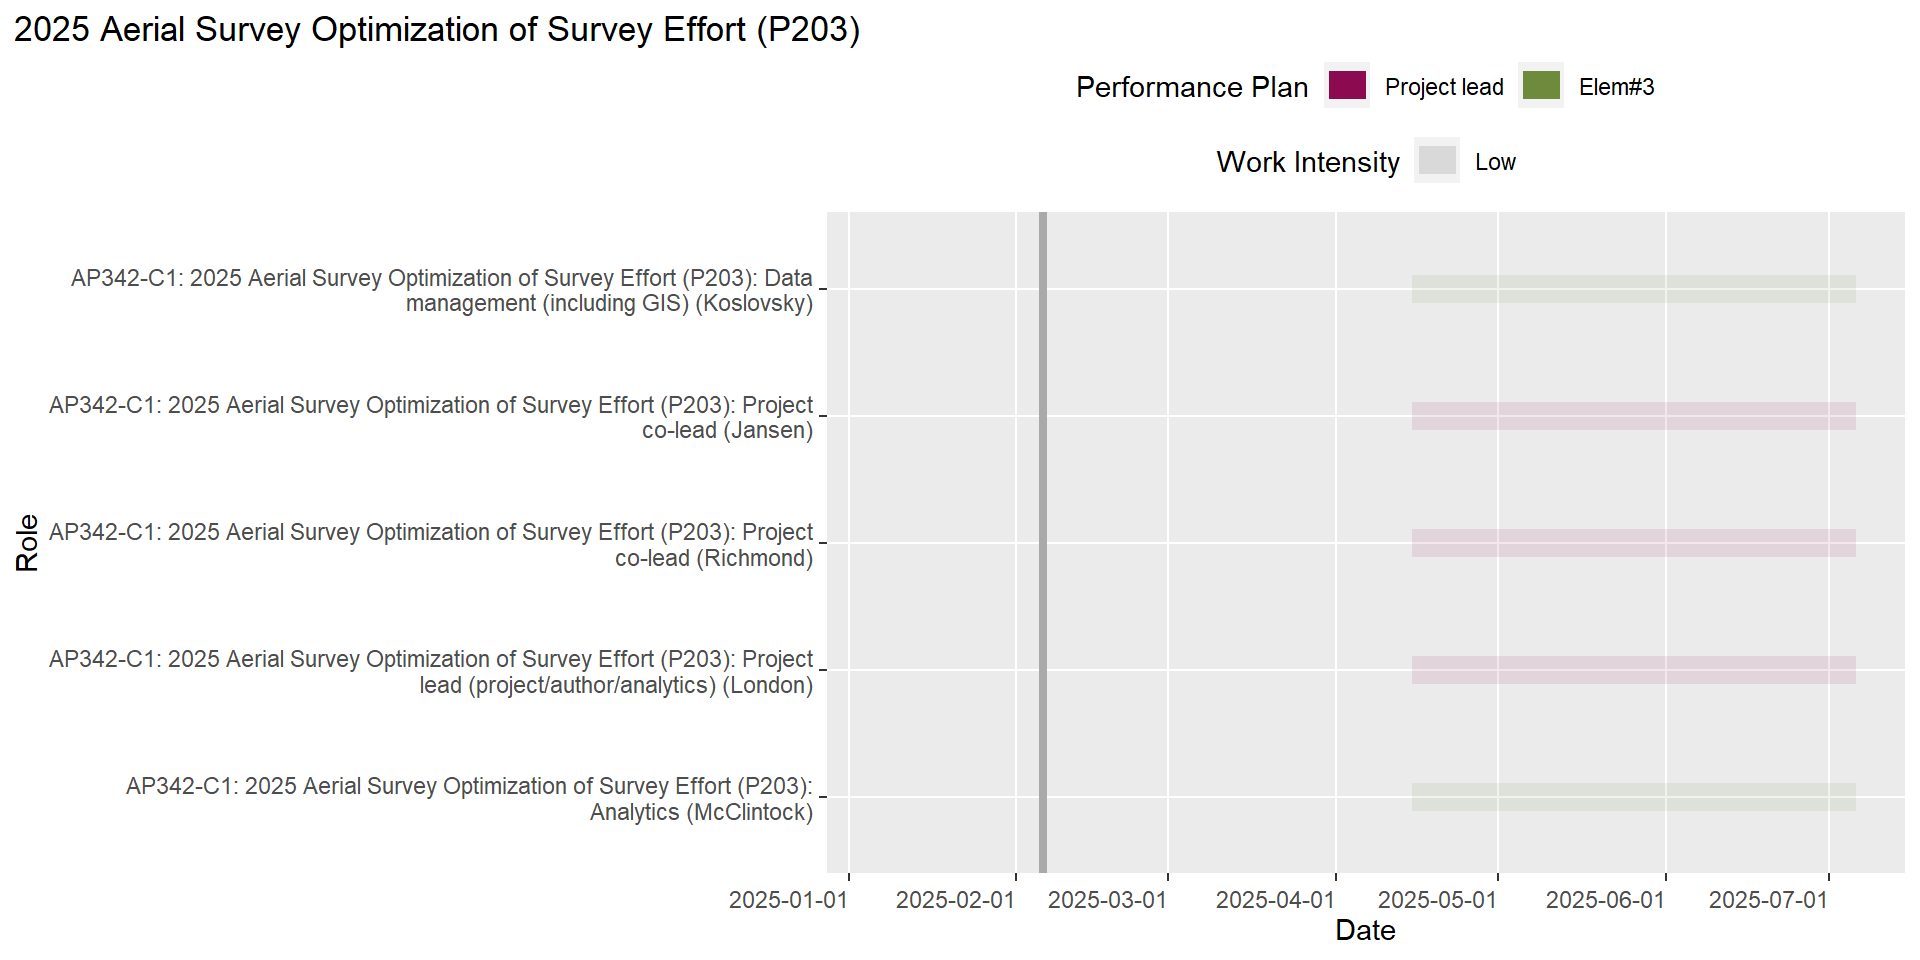 2025 Aerial Survey Optimization of Survey Effort (P203)
Performance Plan Project lead Elem#3
Work Intensity Low
AP342-C1: 2025 Aerial Survey Optimization of Survey Effort (P203): Data
management (including GIS) (Koslovsky)
AP342-C1: 2025 Aerial Survey Optimization of Survey Effort (P203): Project
co-lead (Jansen)
AP342-C1: 2025 Aerial Survey Optimization of Survey Effort (P203): Project
co-lead (Richmond)
AP342-C1: 2025 Aerial Survey Optimization of Survey Effort (P203): Project
lead (project/author/analytics) (London)
AP342-C1: 2025 Aerial Survey Optimization of Survey Effort (P203):
Analytics (McClintock)
Role
2025-01-01 2025-02-01 2025-03-01 2025-04-01 2025-05-01 2025-06-01 2025-07-01
Date